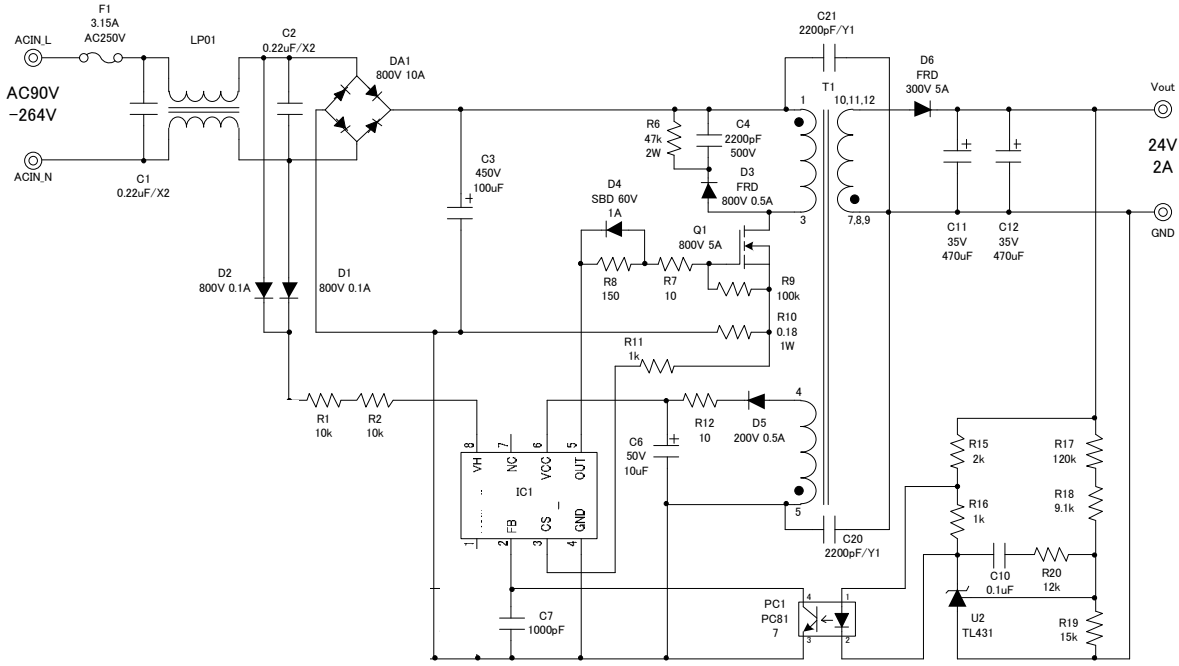 F1
3.15A
AC250V
ACIN_L
LP01
C2
0.22uF/X2
DA1
800V 10A
AC90V
-264V
ACIN_N
C1
0.22uF/X2
C21
2200pF/Y1
T1
1
10,11,12
3
7,8,9
D6
FRD
300V 5A
Vout
24V
2A
GND
R6
47k
2W
C4
2200pF
500V
D3
FRD
800V 0.5A
C3
450V
100uF
D4
SBD 60V
1A
Q1
800V 5A
C11
35V
470uF
C12
35V
470uF
D2
800V 0.1A
D1
800V 0.1A
R8
150
R7
10
R9
100k
R10
0.18
1W
R11
1k
R1
10k
R2
10k
R12
10
D5
200V 0.5A
4
5
C6
50V
10uF
8
7
6
5
VH
NC
VCC
OUT
IC1
FB
CS
GND
1
2
3
4
C20
2200pF/Y1
R15
2k
R17
120k
R16
1k
R18
9.1k
C10
0.1uF
R20
12k
U2
TL431
R19
15k
C7
1000pF
PC1
PC81
7
4
1
3
2